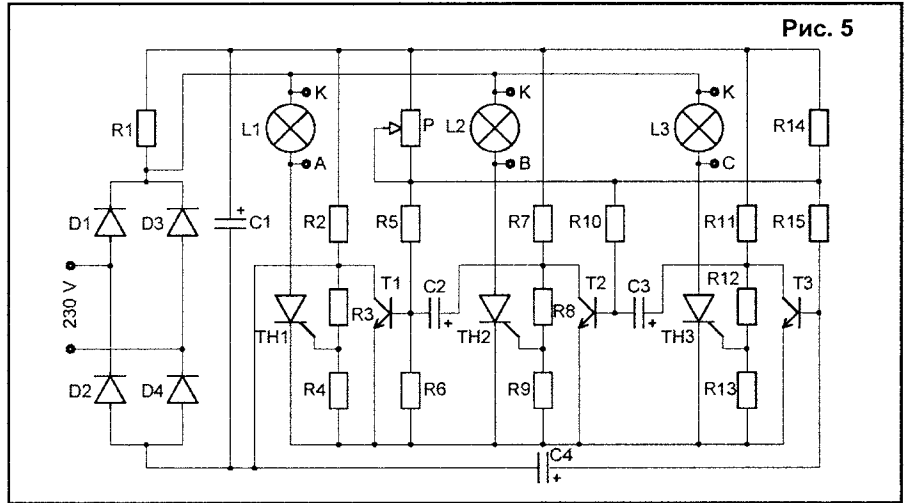 Рис. 5
K
K
K
R1
L1
P
L2
L3
R14
A
B
C
D1
D3
C1
R2
R5
R7
R10
R11
R15
230 V
T1
C2
T2
C3
R12
T3
TH1
R3
TH2
R8
TH3
D2
D4
R4
R6
R9
R13
C4